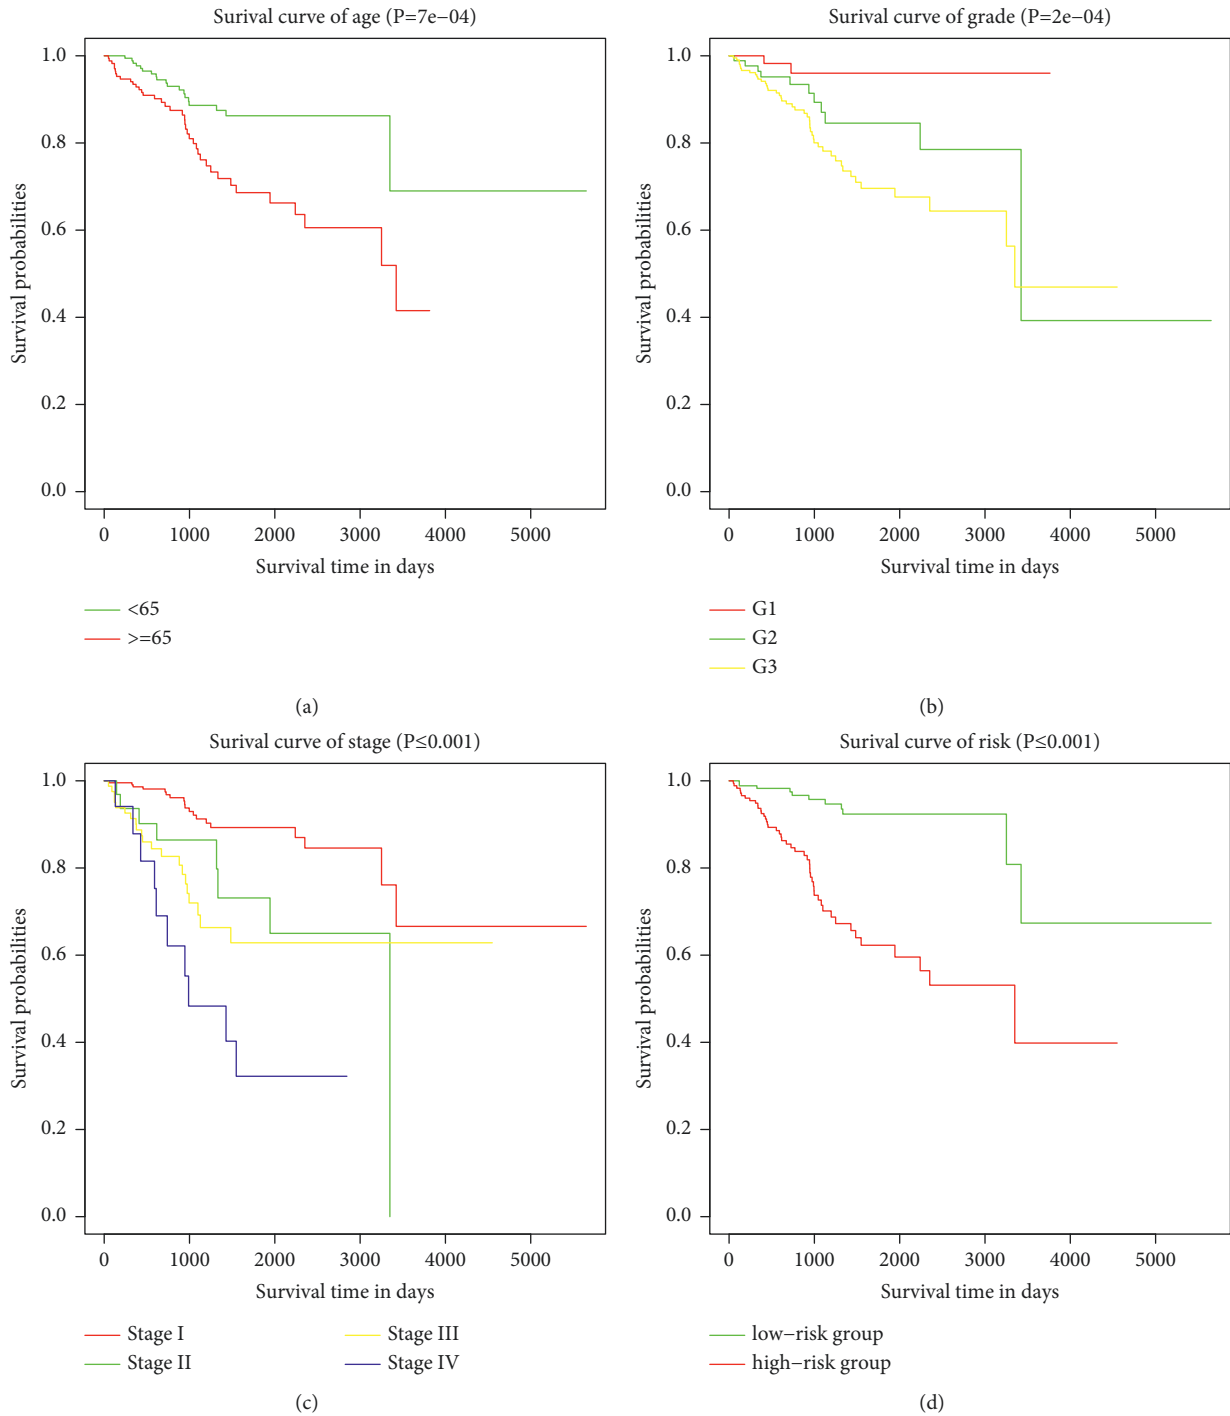 Surival curve of age (P=7e−04)
1.0
0.8
0.6
0.4
0.2
0.0
Survival probabilities
0 1000 2000 3000 4000 5000
Survival time in days
<65
>=65
(a)
Surival curve of grade (P=2e−04)
1.0
0.8
0.6
0.4
0.2
0.0
Survival probabilities
0 1000 2000 3000 4000 5000
Survival time in days
G1
G2
G3
(b)
Surival curve of stage (P≤0.001)
1.0
0.8
0.6
0.4
0.2
0.0
Survival probabilities
0 1000 2000 3000 4000 5000
Survival time in days
Stage I Stage III
Stage II Stage IV
(c)
Surival curve of risk (P≤0.001)
1.0
0.8
0.6
0.4
0.2
0.0
Survival probabilities
0 1000 2000 3000 4000 5000
Survival time in days
low−risk group
high−risk group
(d)